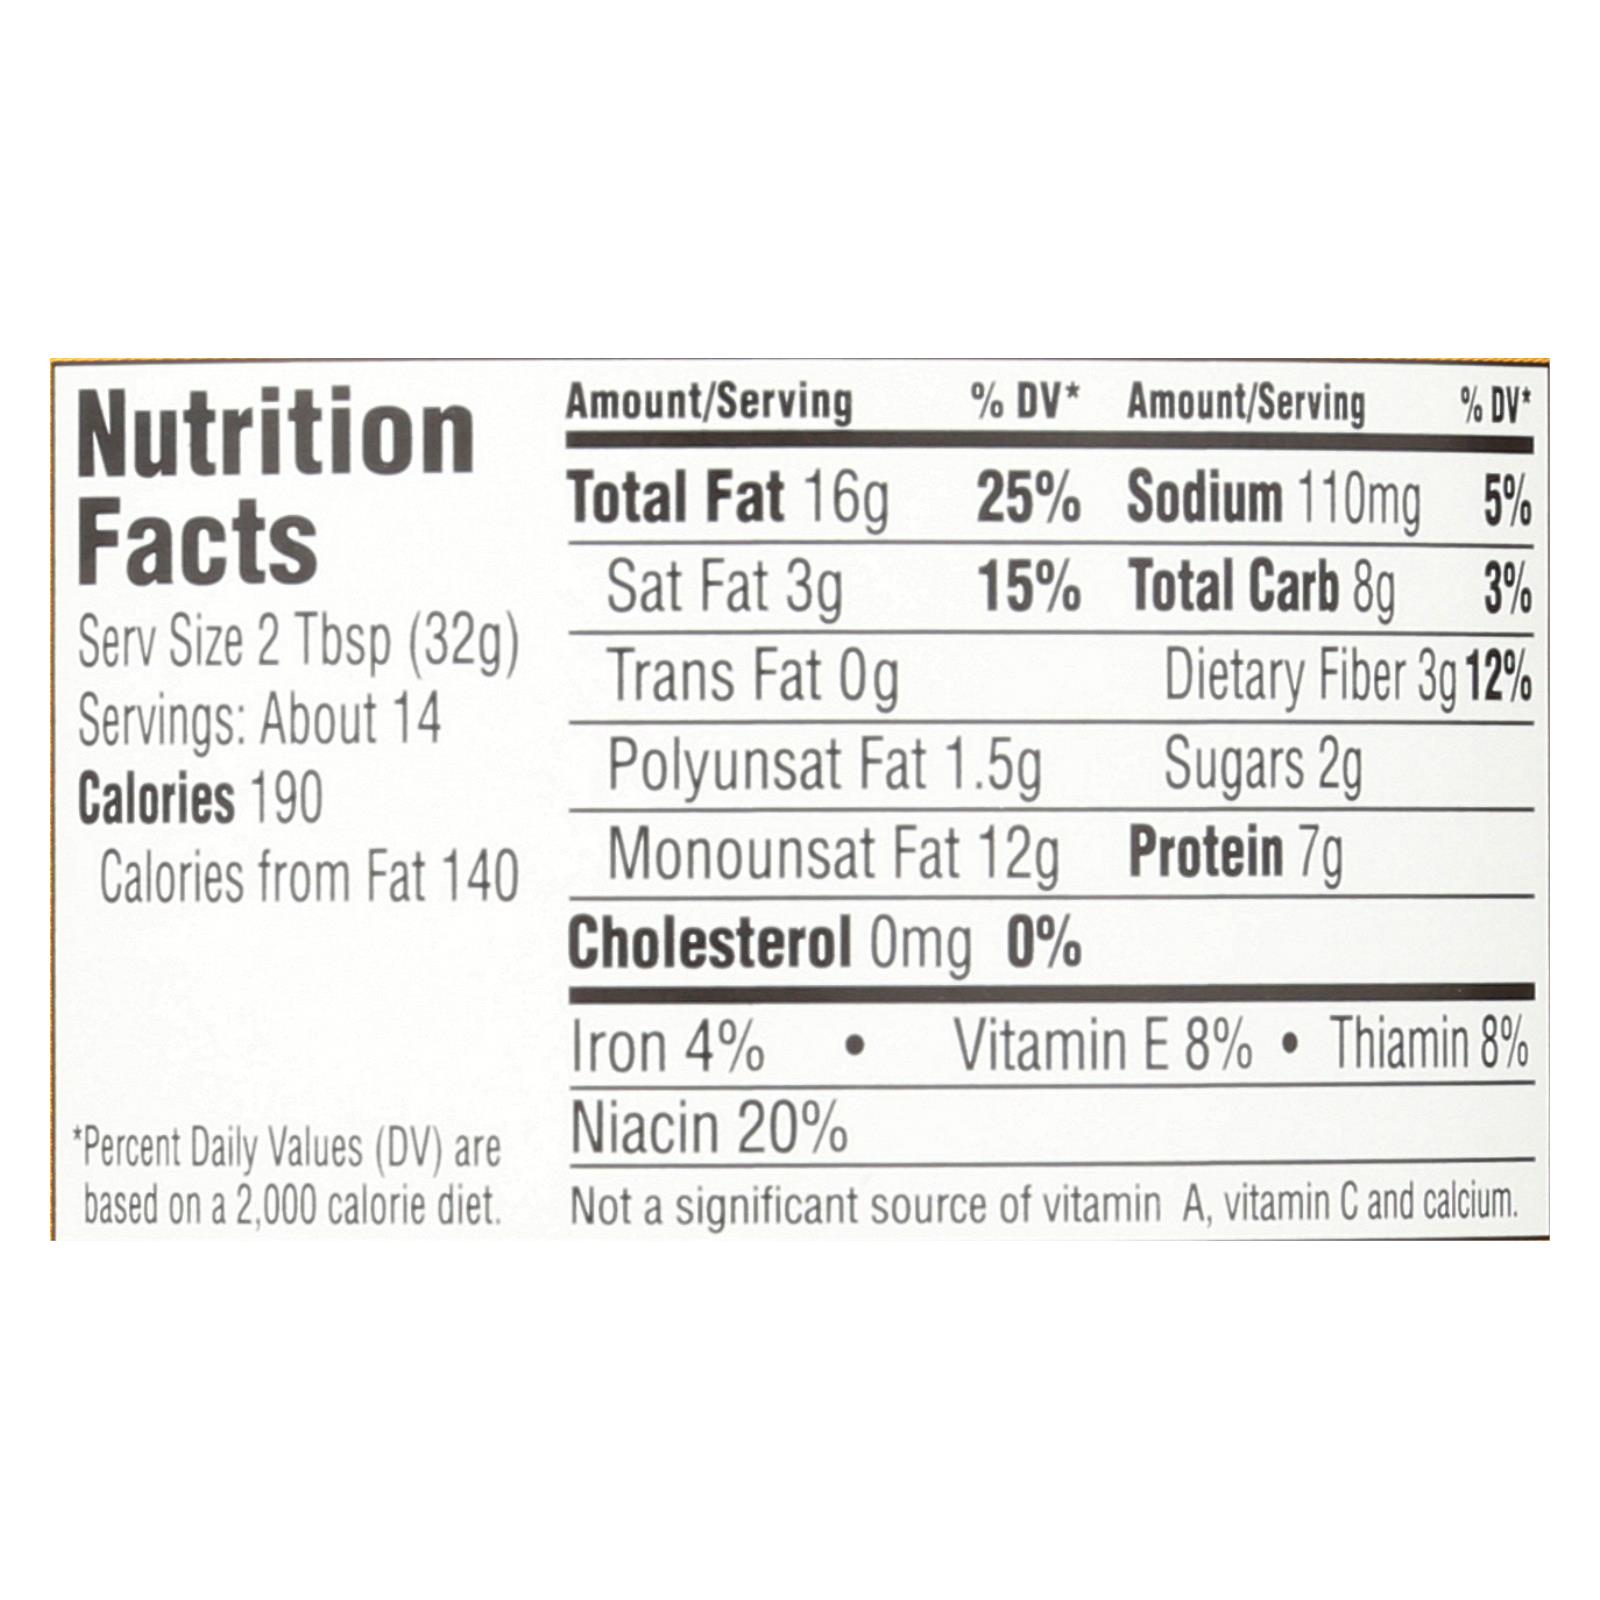 Nutrition
Facts
Serv Size 2 Tbsp (32g)
Servings: About 14
Calories 190
Calories from Fat 140
*Percent Daily Values (DV) are
based on a 2,000 calorie diet.
Amount/Serving % DV* Amount/Serving % DV*
Total Fat 16g 25% Sodium 110mg 5%
Sat Fat 3g 15% Total Carb 8g 3%
Trans Fat 0g Dietary Fiber 3g 12%
Polyunsat Fat 1.5g Sugars 2g
Monounsat Fat 12g Protein 7g
Cholesterol 0mg 0%
Iron 4% • Vitamin E 8% • Thiamin 8%
Niacin 20%
Not a significant source of vitamin A, vitamin C and calcium.